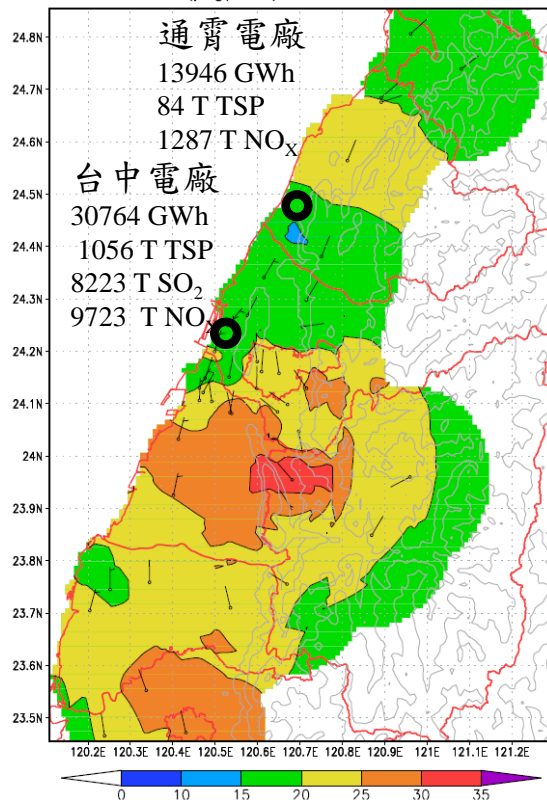 通霄電廠
13946 GWh
84 T TSP
1287 T NOX
台中電廠
30764 GWh
1056 T TSP
8223 T SO2
9723 T NO
24.8N
24.7N
24.6N
24.5N
24.4N
24.3N
24.2N
24.1N
24N
23.9N
23.8N
23.7N
23.6N
23.5N
120.2E 120.3E 120.4E 120.5E 120.6E 120.7E 120.8E 120.9E 121E 121.1E 121.2E
0 10 15 20 25 30 35